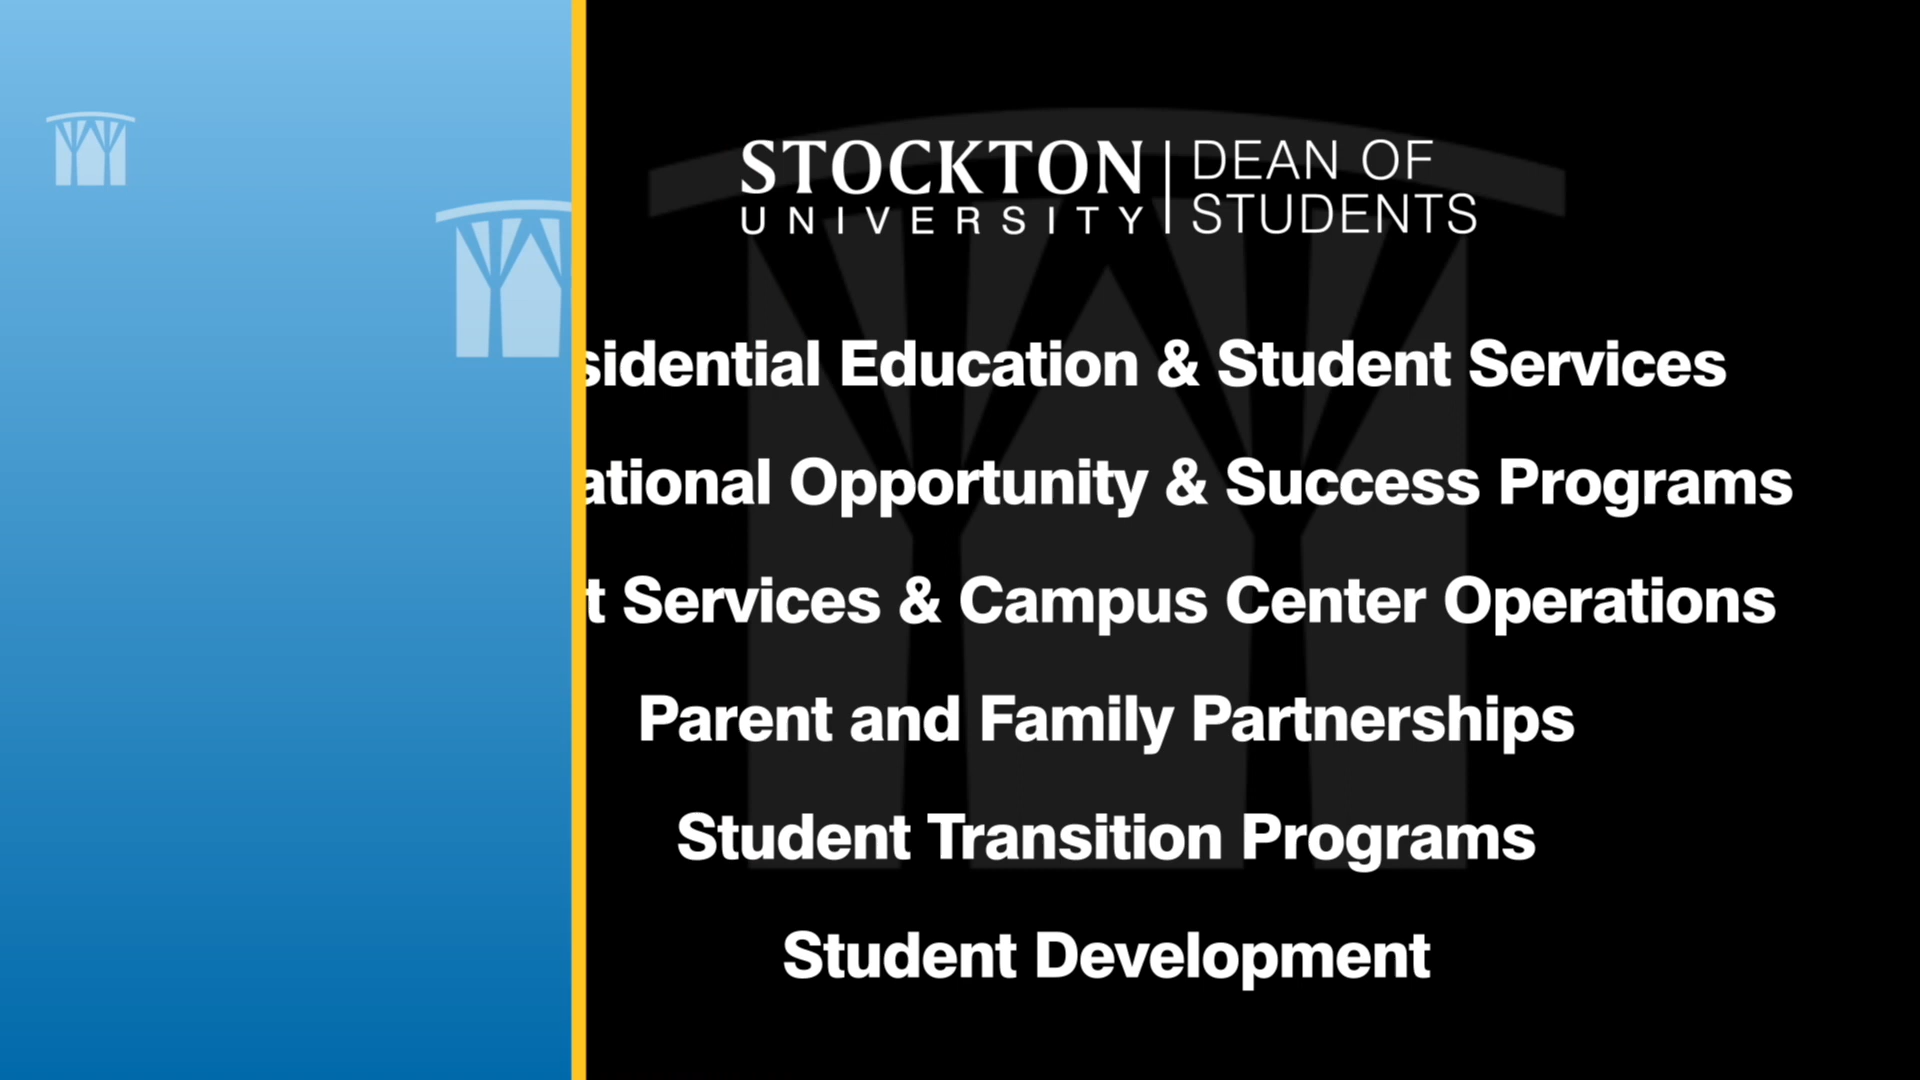 STOCKTON
UNIVERSITY
DEAN OF
STUDENTS
sidential Education & Student Services
ational Opportunity & Success Programs
t Services & Campus Center Operations
Parent and Family Partnerships
Student Transition Programs
Student Development